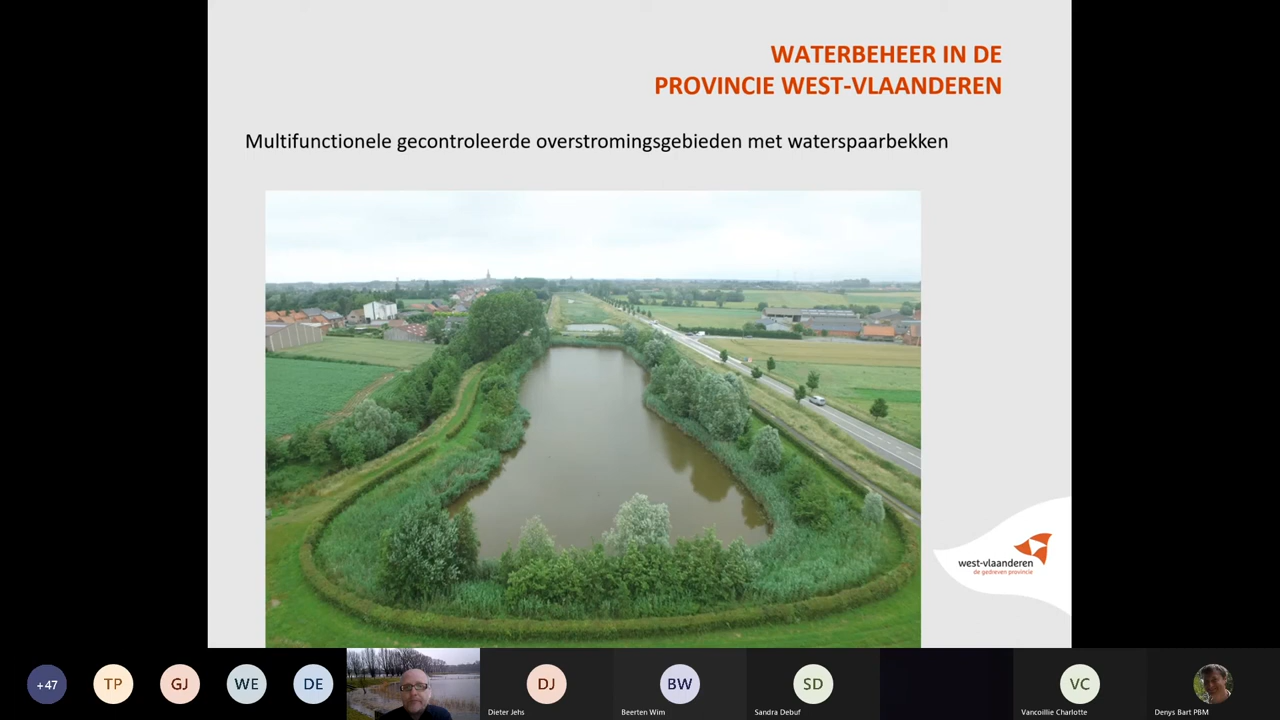 WATERBEHEER IN DE
PROVINCIE WEST-VLAANDEREN
Multifunctionele gecontroleerde overstromingsgebieden met waterspaarbekken
west-vlaanderen
de gedreven provincie
+47
TP
GJ
WE
DE
DJ
BW
SD
VC
Dieter Jehs
Beerten Wim
Sandra Debuf
Vancoillie Charlotte
Denys Bart PBM